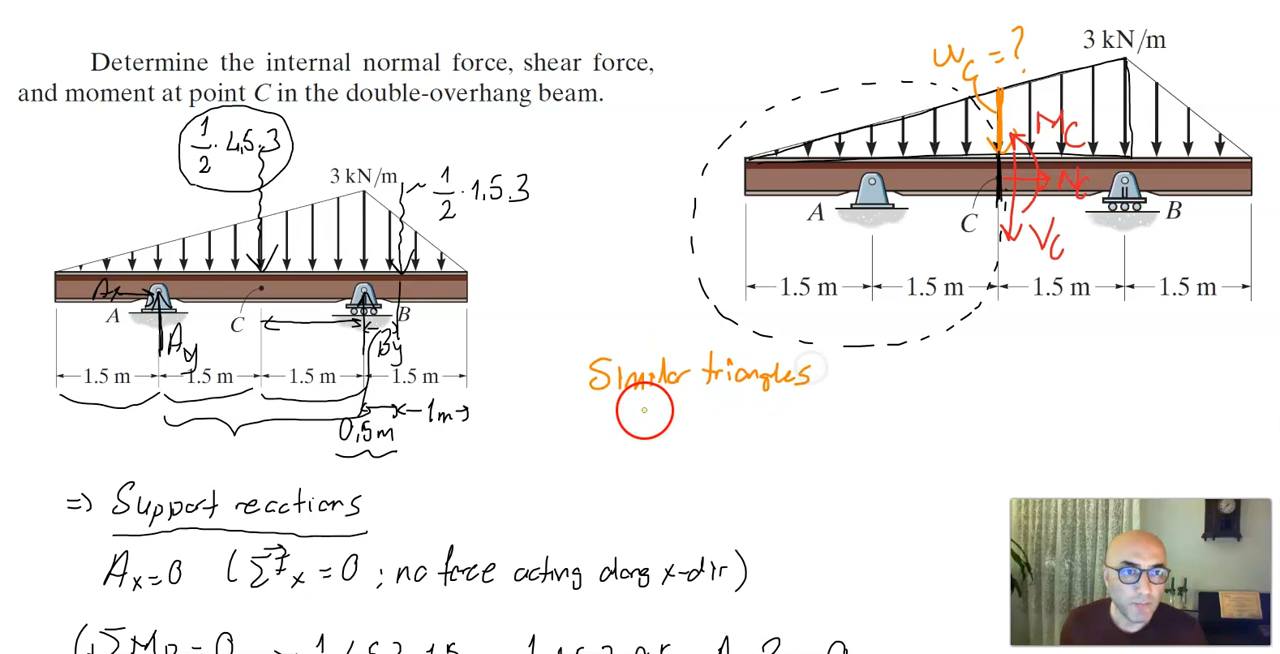 Determine the internal normal force, shear force,
and moment at point C in the double-overhang beam.
1/2 · 4,5.3
3 kN/m
1/2 · 1,5.3
Ax
A
Ay
C
By
B
1.5 m
1.5 m
1.5 m
1.5 m
x
1m
0,5m
=> Support reactions
Ax=0 (ΣFx = 0 ; no force acting along x-dir)
wc = ?
3 kN/m
Mc
Nc
Vc
A
C
B
1.5 m
1.5 m
1.5 m
1.5 m
Similar triangles